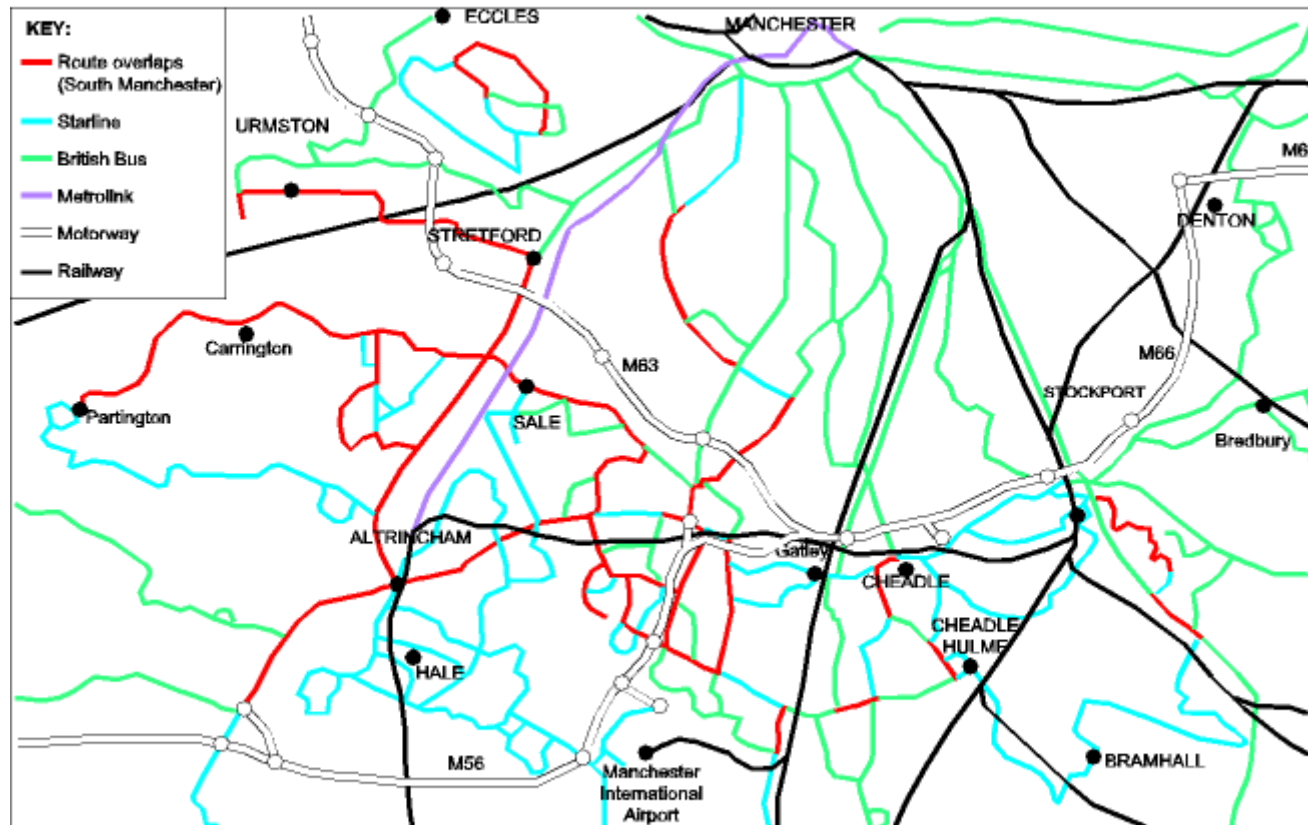 KEY:
Route overlaps
(South Manchester)
Starline
British Bus
Metrolink
Motorway
Railway
ECCLES
MANCHESTER
URMSTON
STRETFORD
DENTON
M6
Carrington
M63
M66
STOCKPORT
Partington
SALE
Bredbury
ALTRINCHAM
Gatley
CHEADLE
CHEADLE
HULME
HALE
M56
Manchester
International
Airport
BRAMHALL